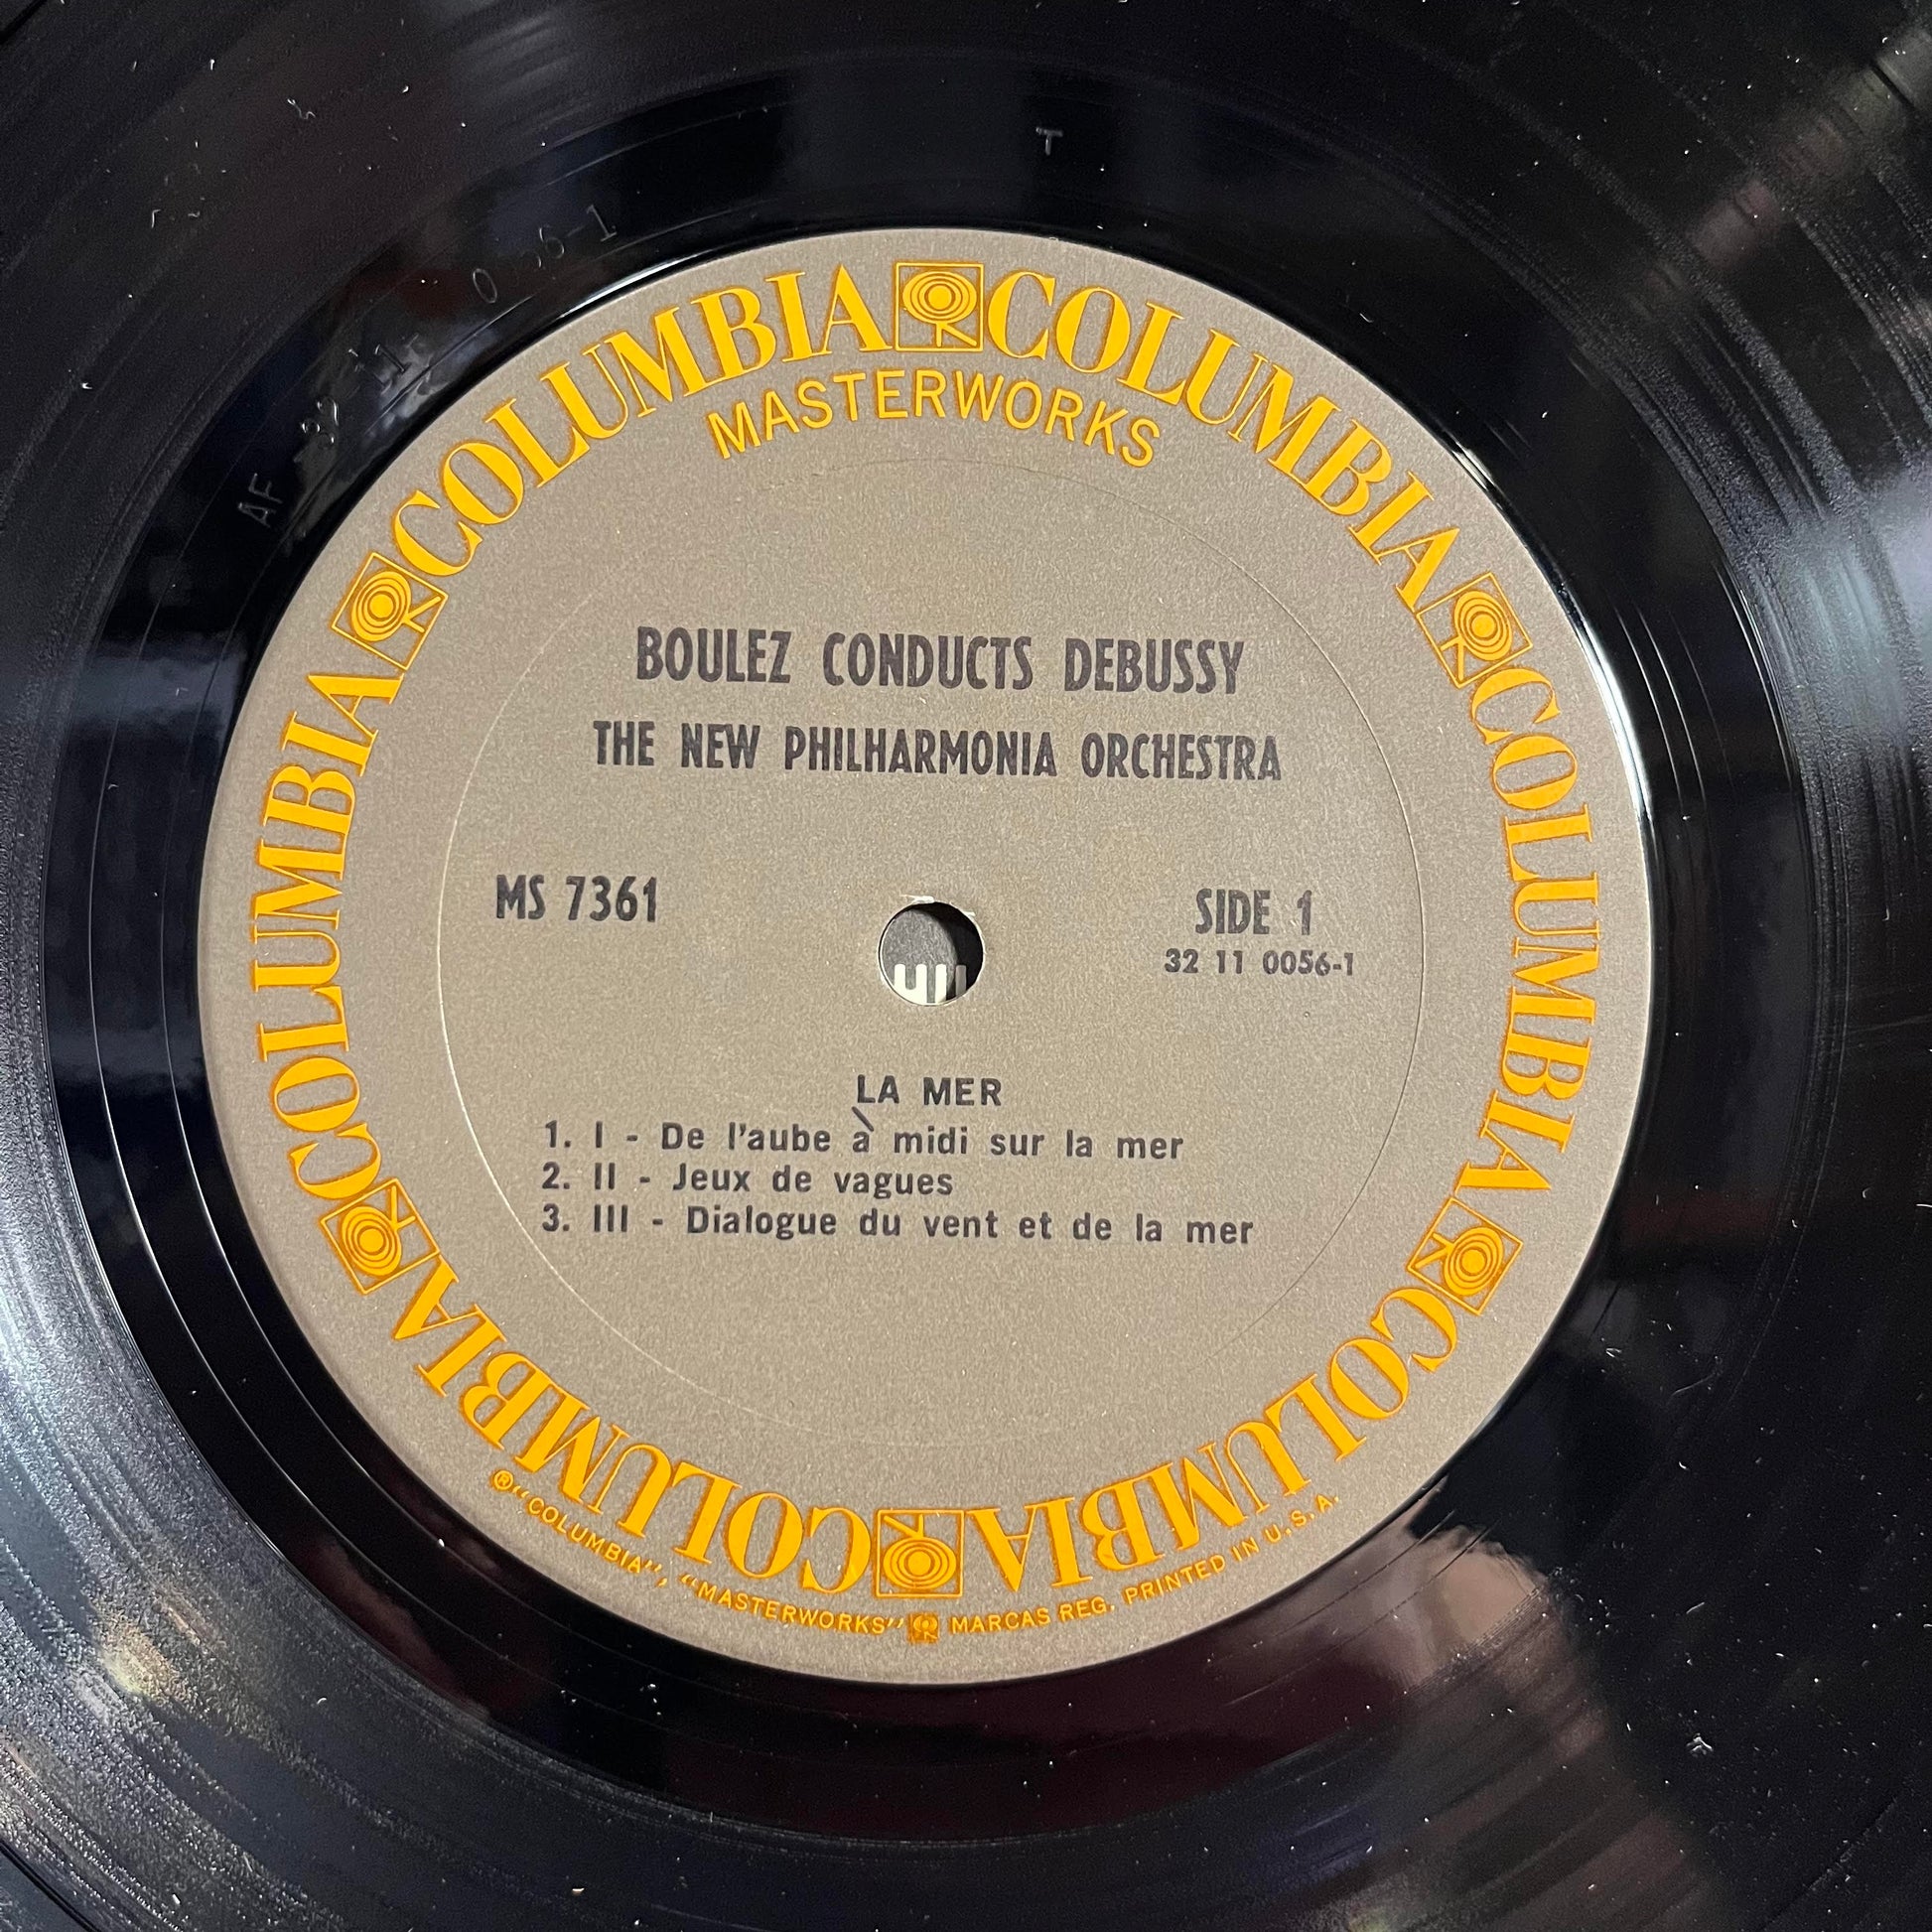 T
COLUMBIA COLUMBIA COLUMBIA COLUMBIA COLUMBIA COLUMBIA
MASTERWORKS
BOULEZ CONDUCTS DEBUSSY
THE NEW PHILHARMONIA ORCHESTRA
MS 7361
SIDE 1
32 11 0056-1
LA MER
1. I - De l'aube à midi sur la mer
2. II - Jeux de vagues
3. III - Dialogue du vent et de la mer
® "COLUMBIA", "MASTERWORKS" MARCAS REG. PRINTED IN U.S.A.
AF